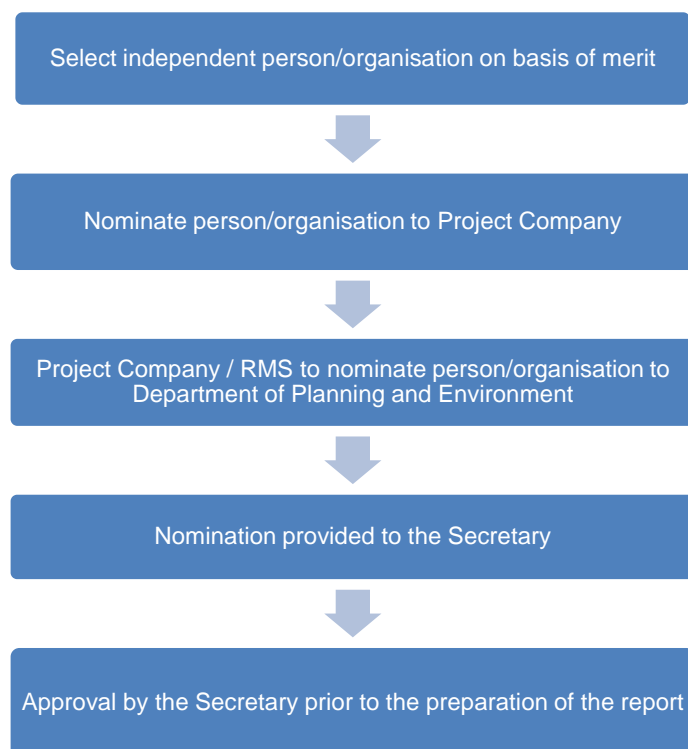 Select independent person/organisation on basis of merit
Nominate person/organisation to Project Company
Project Company / RMS to nominate person/organisation to
Department of Planning and Environment
Nomination provided to the Secretary
Approval by the Secretary prior to the preparation of the report